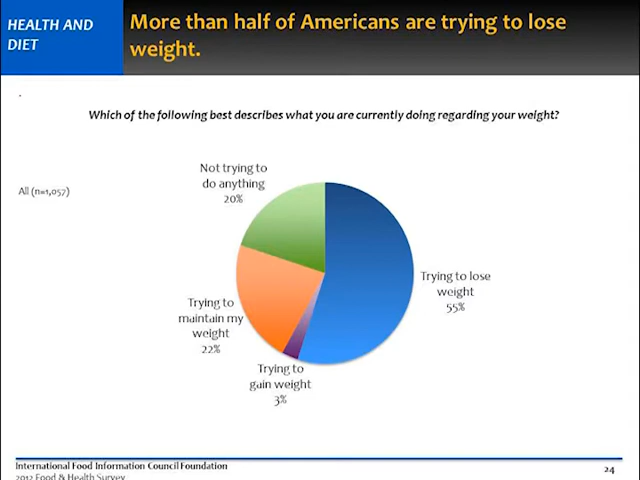 HEALTH AND
DIET
More than half of Americans are trying to lose
weight.
.
Which of the following best describes what you are currently doing regarding your weight?
All (n=1,057)
Not trying to
do anything
20%
Trying to lose
weight
55%
Trying to
maintain my
weight
22%
Trying to
gain weight
3%
International Food Information Council Foundation
2012 Food & Health Survey
24